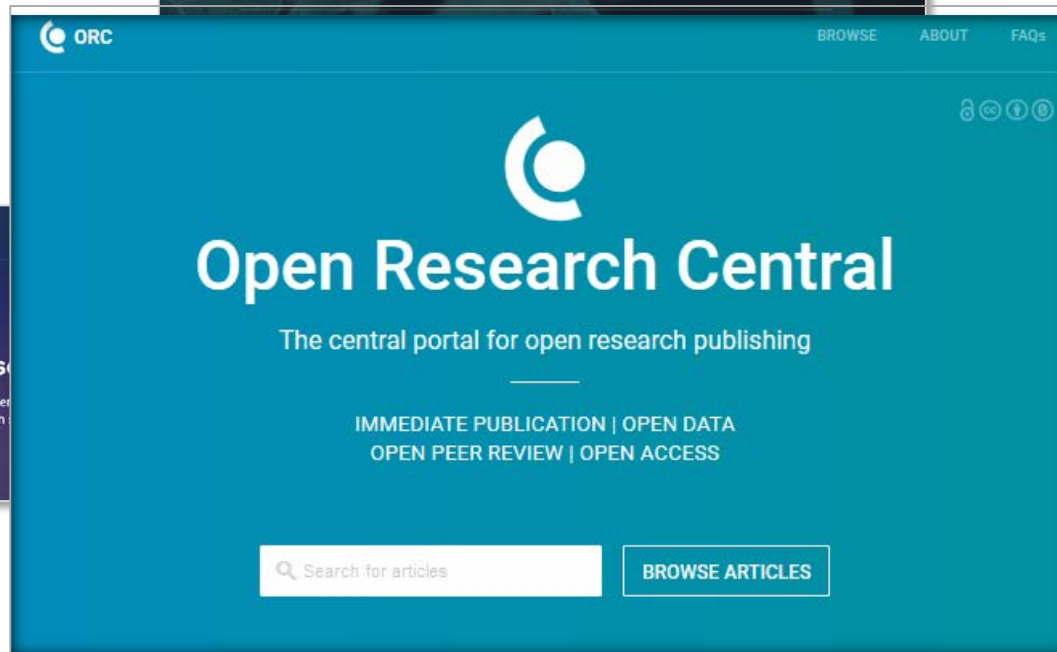 ORC
BROWSE ABOUT FAQs
Open Research Central
The central portal for open research publishing
IMMEDIATE PUBLICATION | OPEN DATA
OPEN PEER REVIEW | OPEN ACCESS
Search for articles
BROWSE ARTICLES